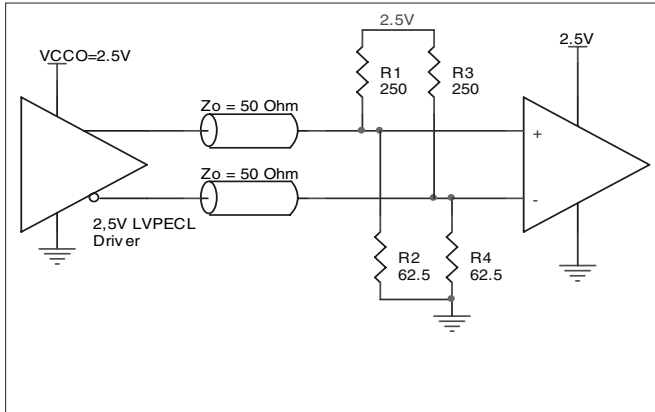 2.5V
VCCO=2.5V
2.5V
R1
250
R3
250
Zo = 50 Ohm
+
Zo = 50 Ohm
-
2,5V LVPECL
Driver
R2
62.5
R4
62.5